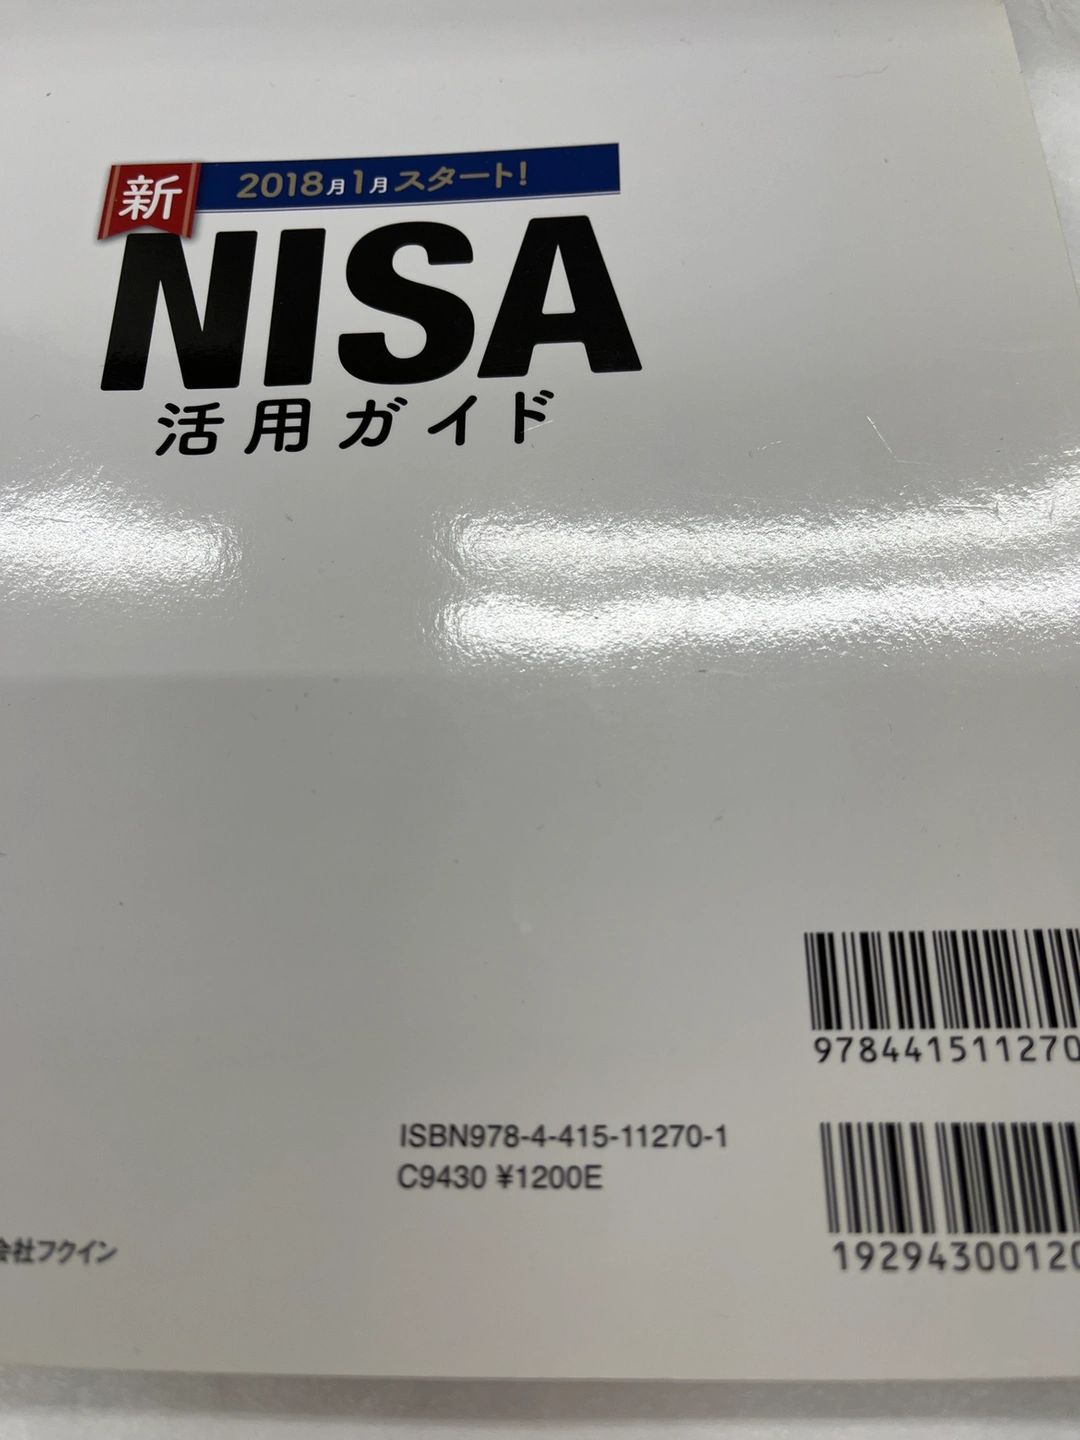 新
2018月1月スタート!
NISA
活用ガイド
978441511270
ISBN978-4-415-11270-1
C9430 ¥1200E
19294300120
会社フクイン